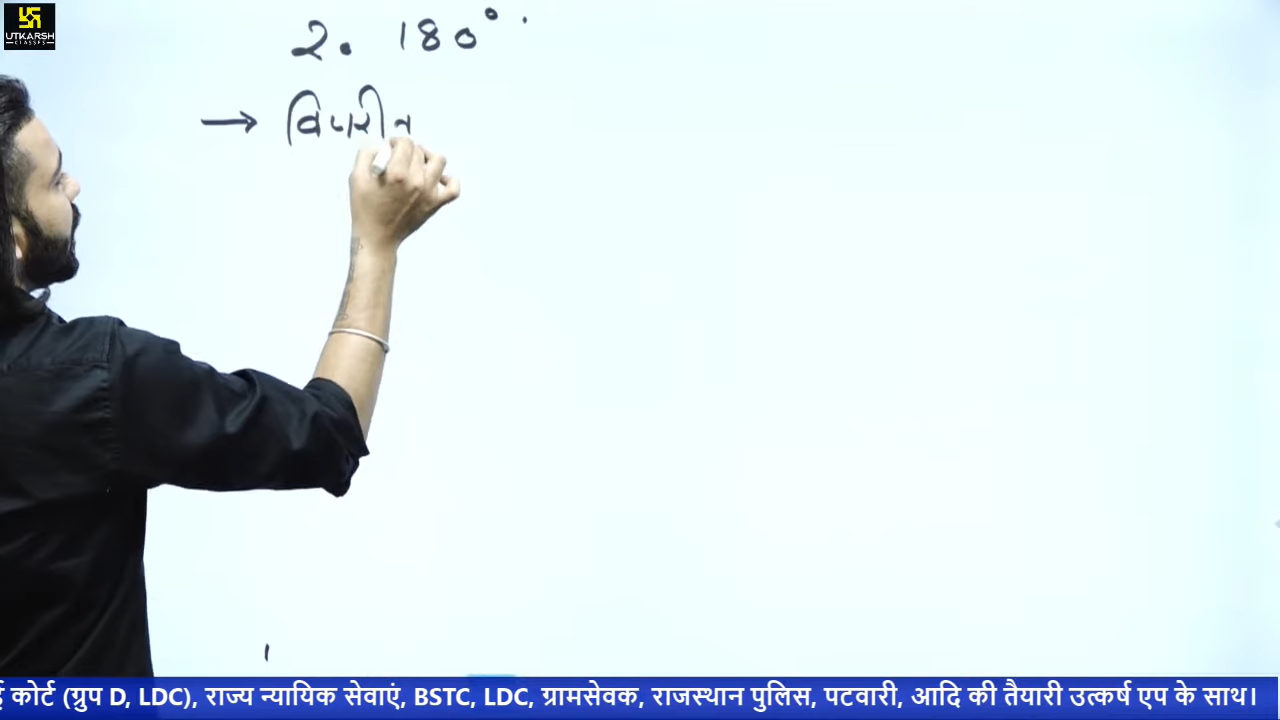 UTKARSH
CLASSES
2. 180°.
→ विपरीत
कोर्ट (ग्रुप D, LDC), राज्य न्यायिक सेवाएं, BSTC, LDC, ग्रामसेवक, राजस्थान पुलिस, पटवारी, आदि की तैयारी उत्कर्ष एप के साथ।